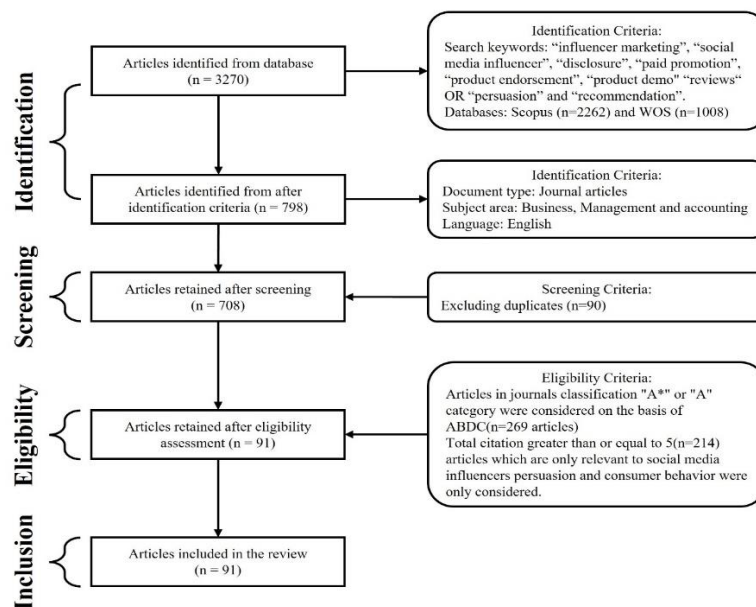 Identification
Articles identified from database
(n = 3270)
Identification Criteria:
Search keywords: “influencer marketing”, “social
media influencer”, “disclosure”, “paid promotion”,
“product endorsement”, “product demo" “reviews“
OR “persuasion” and “recommendation”.
Databases: Scopus (n=2262) and WOS (n=1008)
Articles identified from after
identification criteria (n = 798)
Identification Criteria:
Document type: Journal articles
Subject area: Business, Management and accounting
Language: English
Screening
Articles retained after screening
(n = 708)
Screening Criteria:
Excluding duplicates (n=90)
Eligibility
Articles retained after eligibility
assessment (n = 91)
Eligibility Criteria:
Articles in journals classification "A*" or "A"
category were considered on the basis of
ABDC(n=269 articles)
Total citation greater than or equal to 5(n=214)
articles which are only relevant to social media
influencers persuasion and consumer behavior were
only considered.
Inclusion
Articles included in the review
(n = 91)